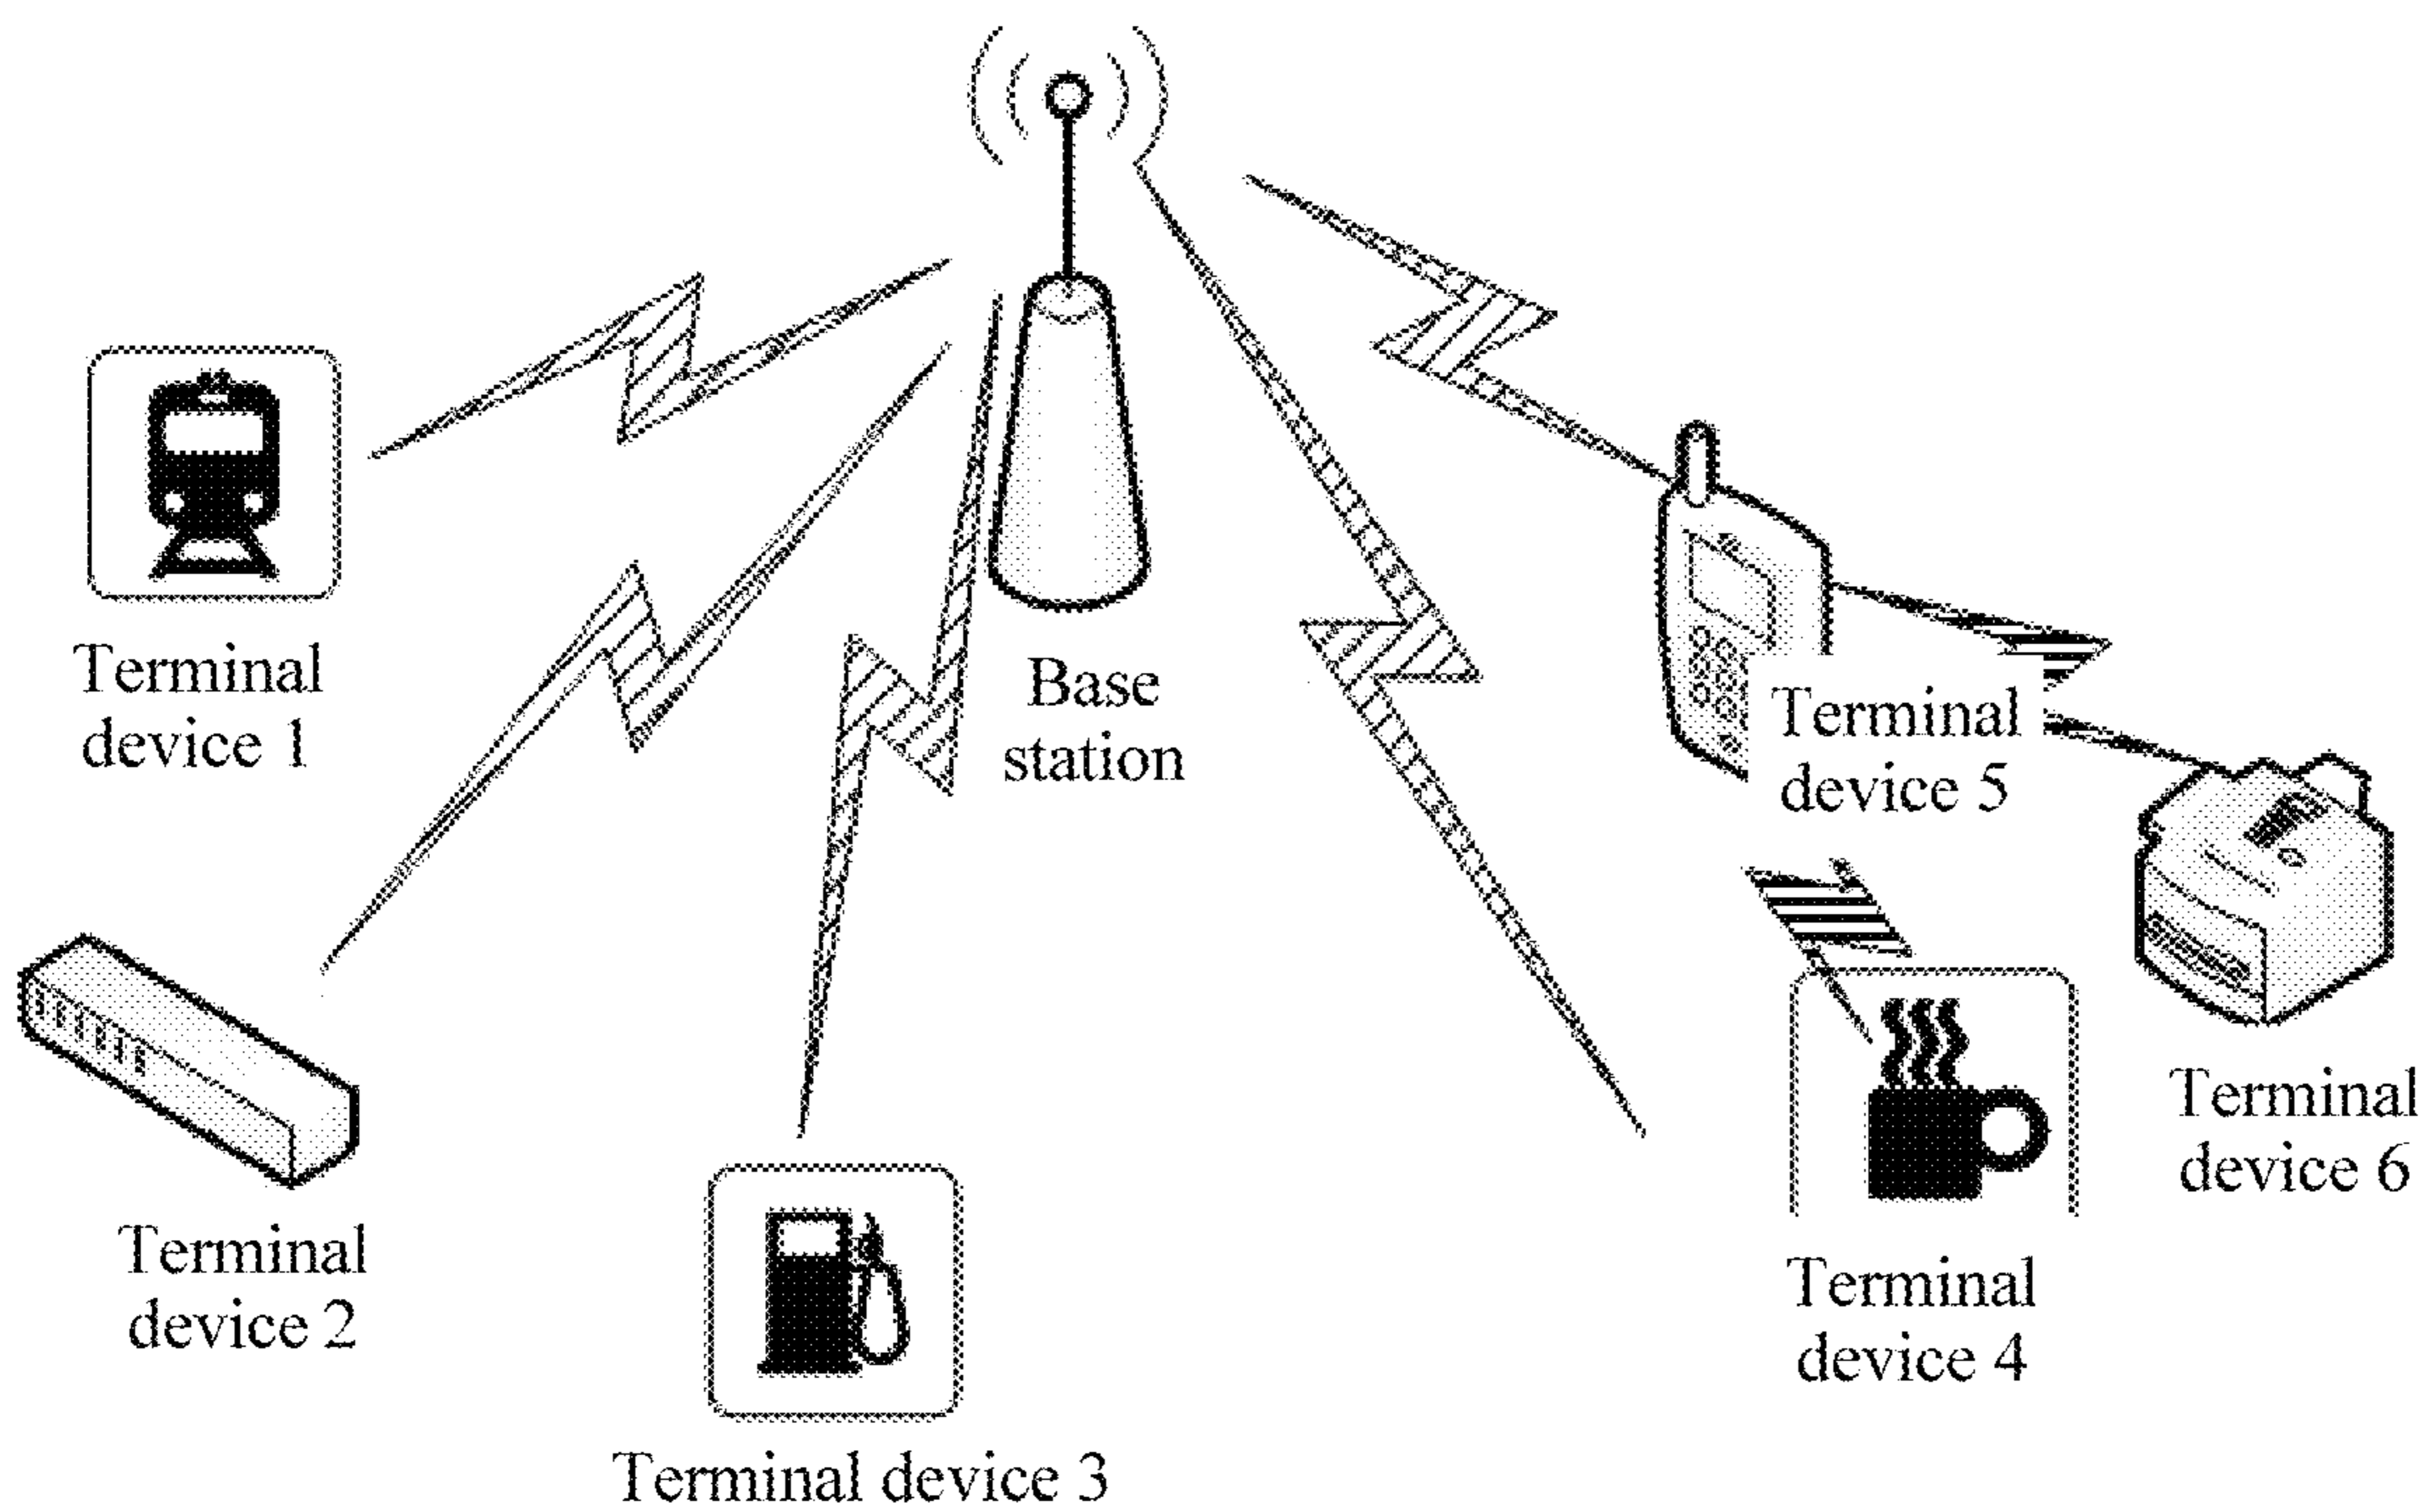 Terminal
device 1
Base
station
Terminal
device 5
Terminal
device 6
Terminal
device 2
Terminal
device 4
Terminal device 3